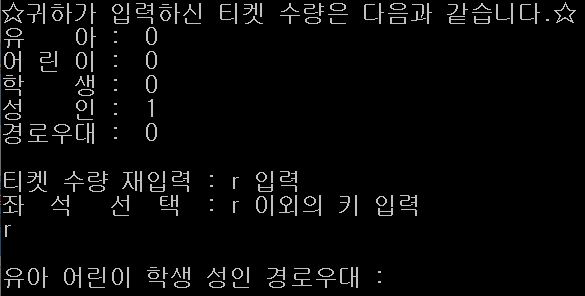 ☆귀하가 입력하신 티켓 수량은 다음과 같습니다.☆
유    아 :  0
어 린 이 :  0
학    생 :  0
성    인 :  1
경로우대 :  0
티켓 수량 재입력 : r 입력
좌  석  선  택  : r 이외의 키 입력
r
유아 어린이 학생 성인 경로우대 :